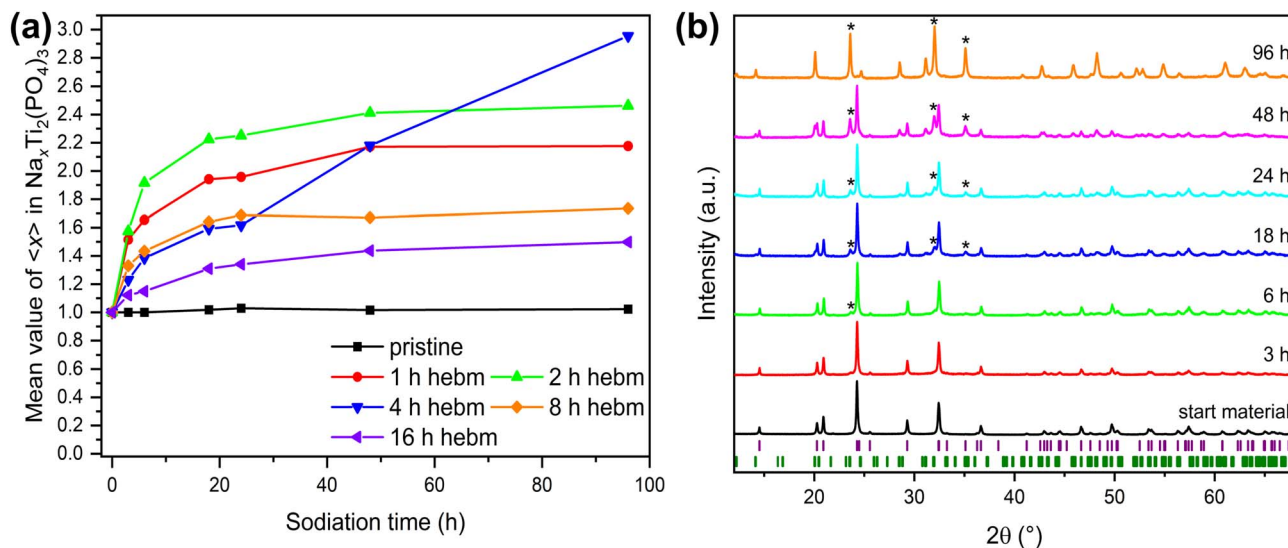 (a)
Mean value of <x> in NaₓTi₂(PO₄)₃
3.0
2.8
2.6
2.4
2.2
2.0
1.8
1.6
1.4
1.2
1.0
0.8
0.6
0.4
0.2
0.0
pristine
1 h hebm 2 h hebm
4 h hebm 8 h hebm
16 h hebm
0 20 40 60 80 100
Sodiation time (h)
(b)
Intensity (a.u.)
* * *
96 h
* * *
48 h
* * *
24 h
* * *
18 h
*
6 h
3 h
start material
20 30 40 50 60
2θ (°)